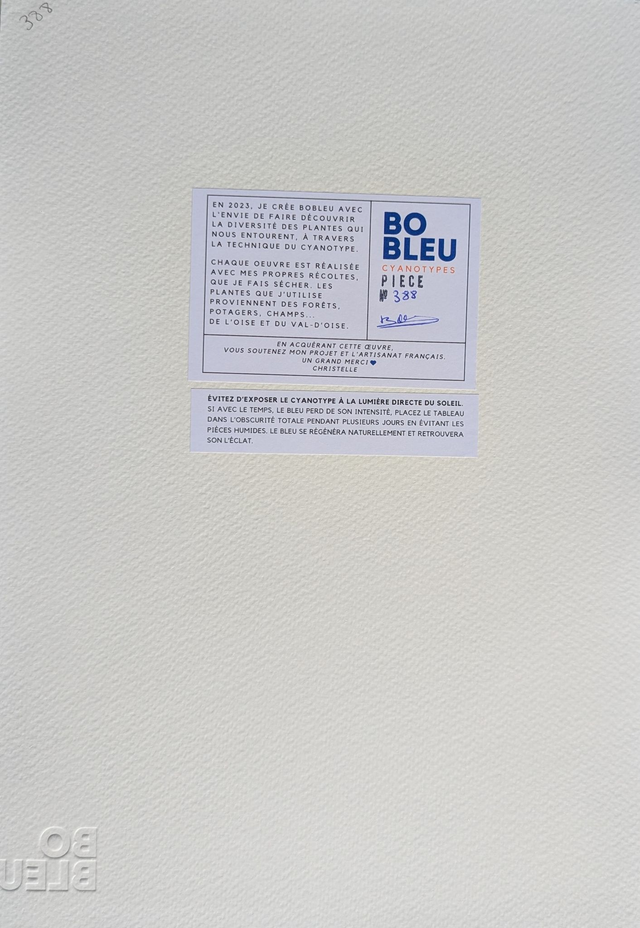 388
EN 2023, JE CRÉE BOBLEU AVEC
L'ENVIE DE FAIRE DÉCOUVRIR
LA DIVERSITÉ DES PLANTES QUI
NOUS ENTOURENT, À TRAVERS
LA TECHNIQUE DU CYANOTYPE.
CHAQUE OEUVRE EST RÉALISÉE
AVEC MES PROPRES RÉCOLTES,
QUE JE FAIS SÉCHER. LES
PLANTES QUE J'UTILISE
PROVIENNENT DES FORÊTS,
POTAGERS, CHAMPS...
DE L'OISE ET DU VAL-D'OISE.
BO
BLEU
CYANOTYPES
PIECE
Nº 388
EN ACQUÉRANT CETTE ŒUVRE,
VOUS SOUTENEZ MON PROJET ET L'ARTISANAT FRANÇAIS.
UN GRAND MERCI 💙
CHRISTELLE
ÉVITEZ D'EXPOSER LE CYANOTYPE À LA LUMIÈRE DIRECTE DU SOLEIL.
SI AVEC LE TEMPS, LE BLEU PERD DE SON INTENSITÉ, PLACEZ LE TABLEAU
DANS L'OBSCURITÉ TOTALE PENDANT PLUSIEURS JOURS EN ÉVITANT LES
PIÈCES HUMIDES. LE BLEU SE RÉGÉNÉRA NATURELLEMENT ET RETROUVERA
SON L'ÉCLAT.
BO
BLEU